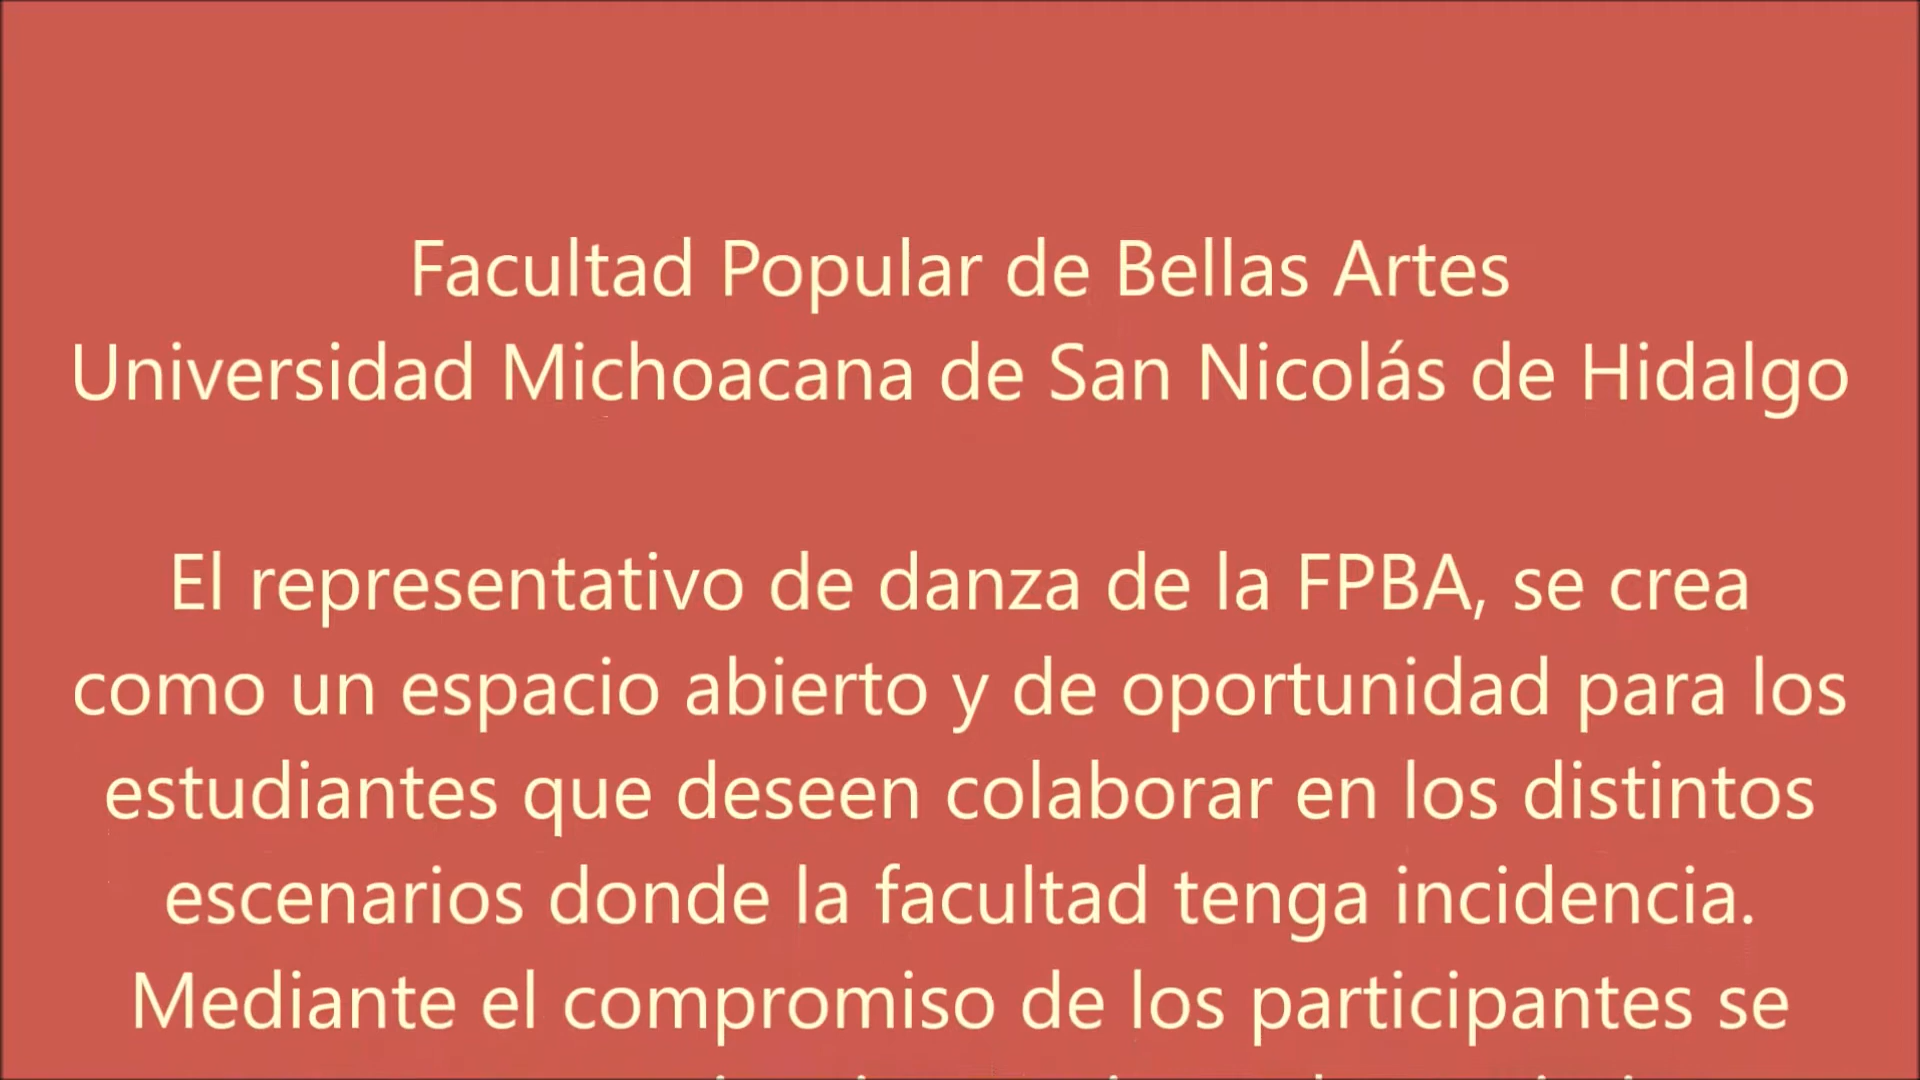 Facultad Popular de Bellas Artes
Universidad Michoacana de San Nicolás de Hidalgo
El representativo de danza de la FPBA, se crea
como un espacio abierto y de oportunidad para los
estudiantes que deseen colaborar en los distintos
escenarios donde la facultad tenga incidencia.
Mediante el compromiso de los participantes se